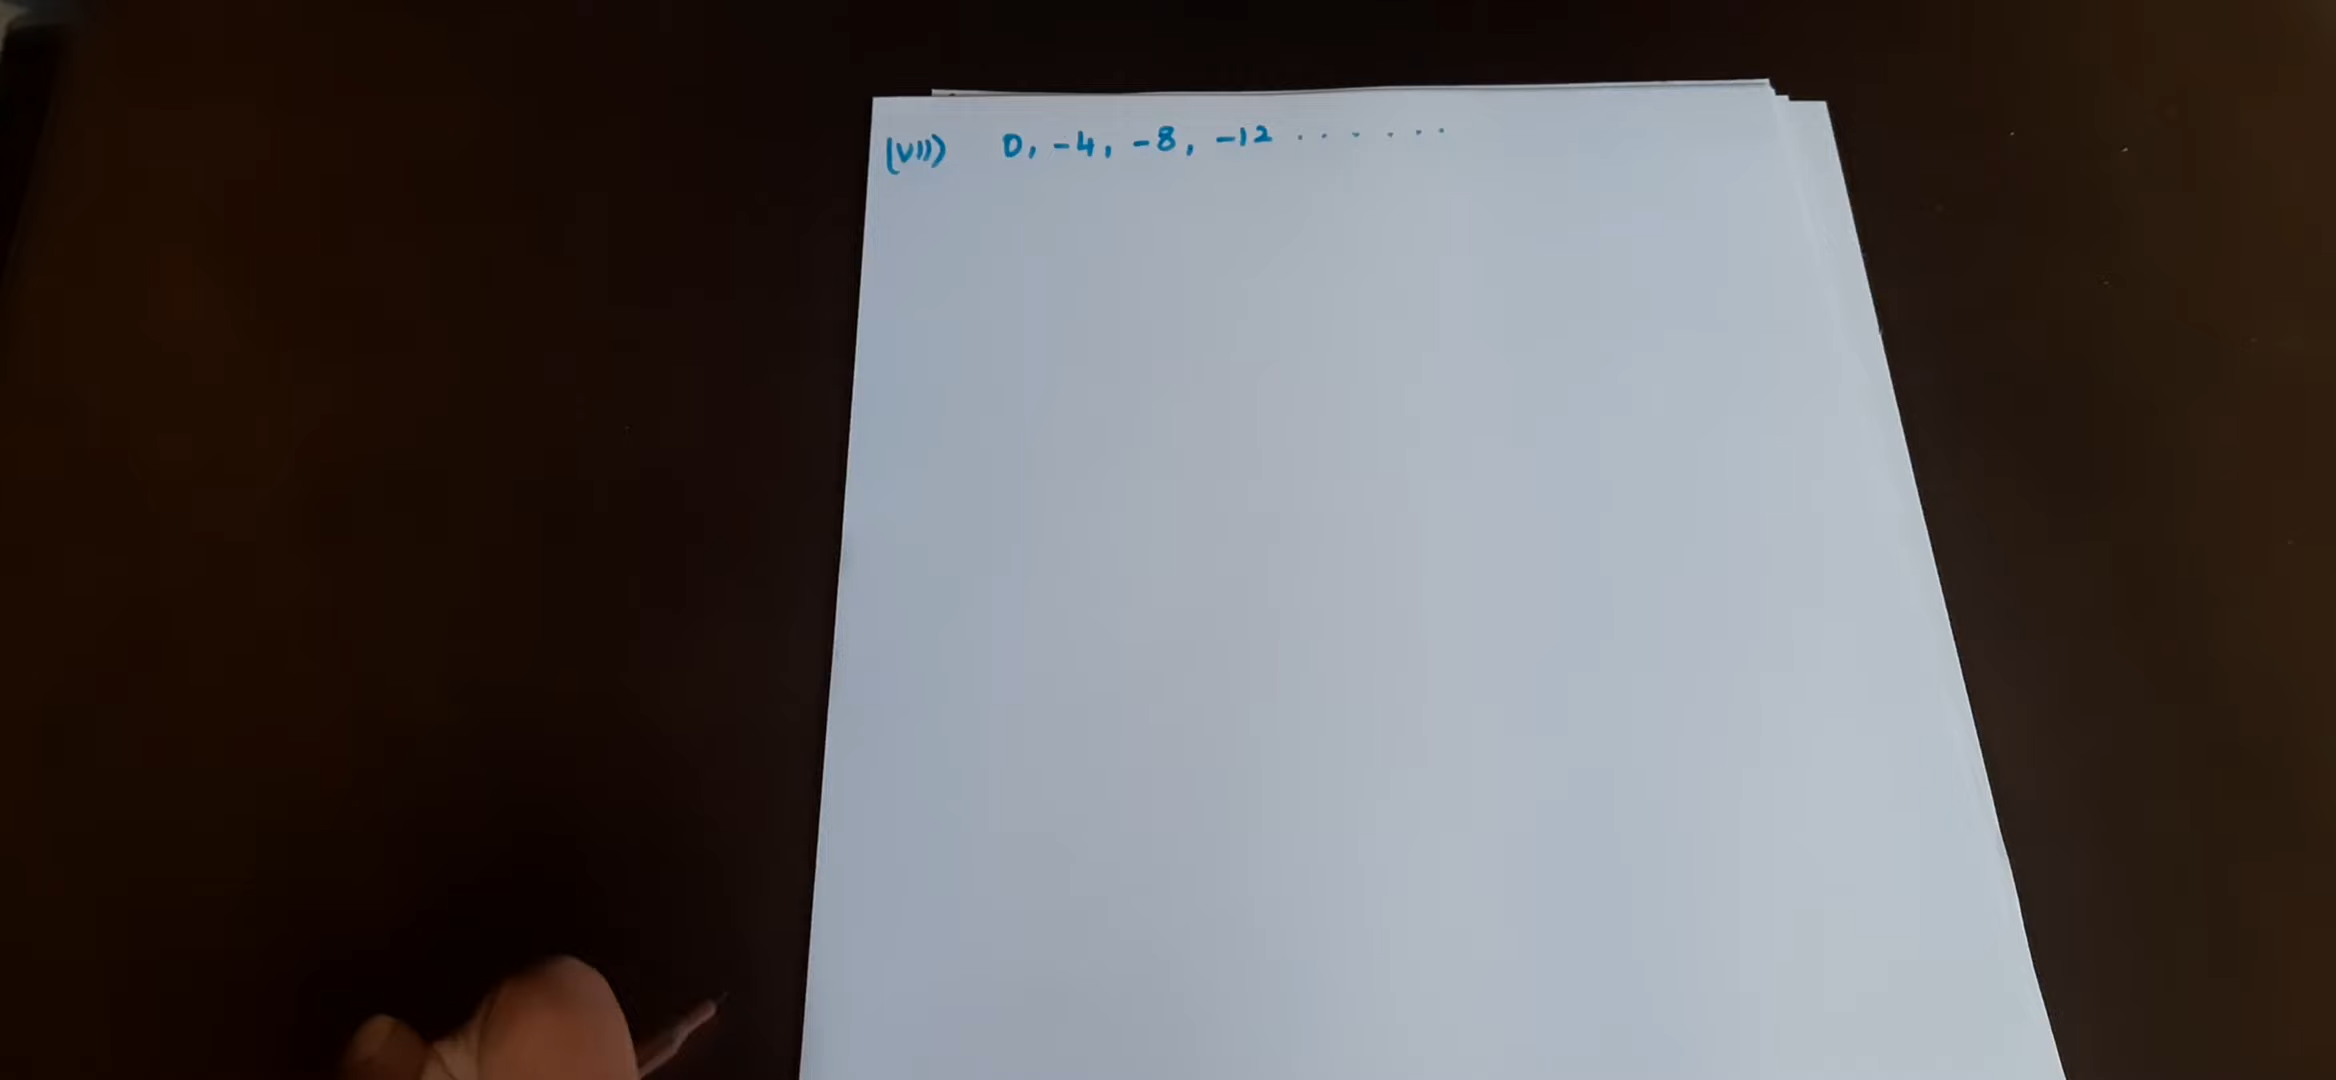 (VII) 0, -4, -8, -12 . . . . . .